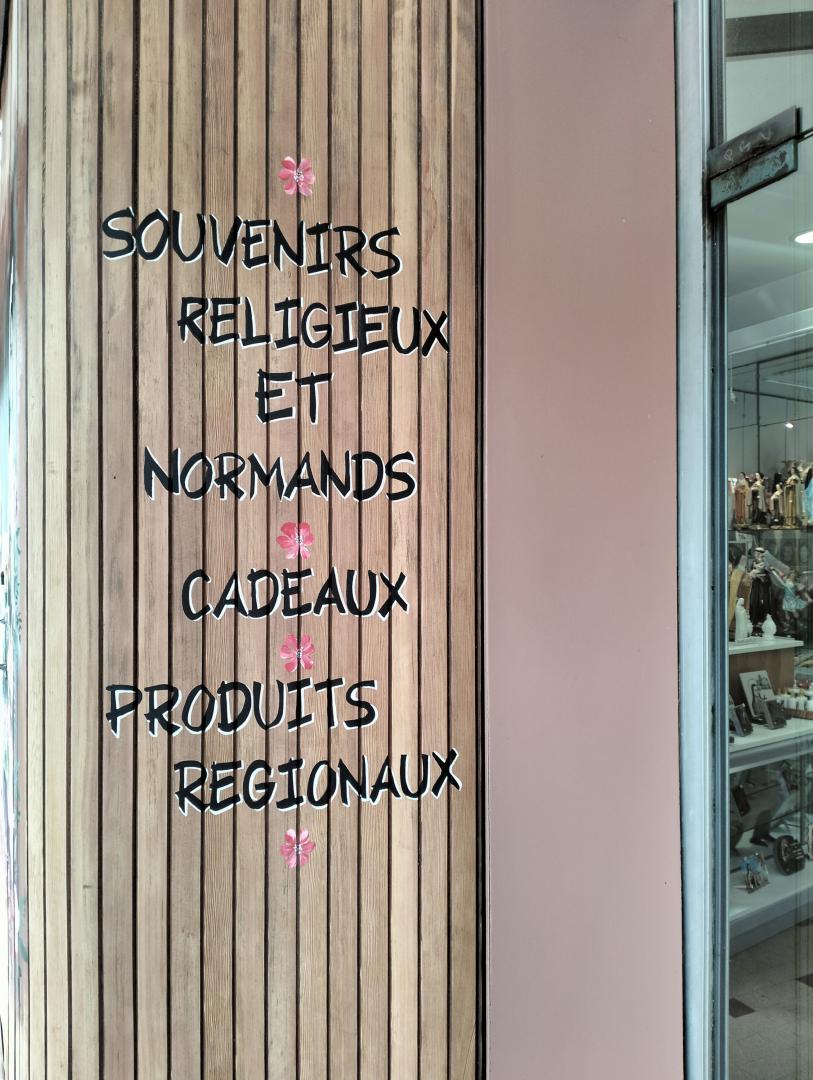 SOUVENIRS
RELIGIEUX
ET
NORMANDS
CADEAUX
PRODUITS
REGIONAUX